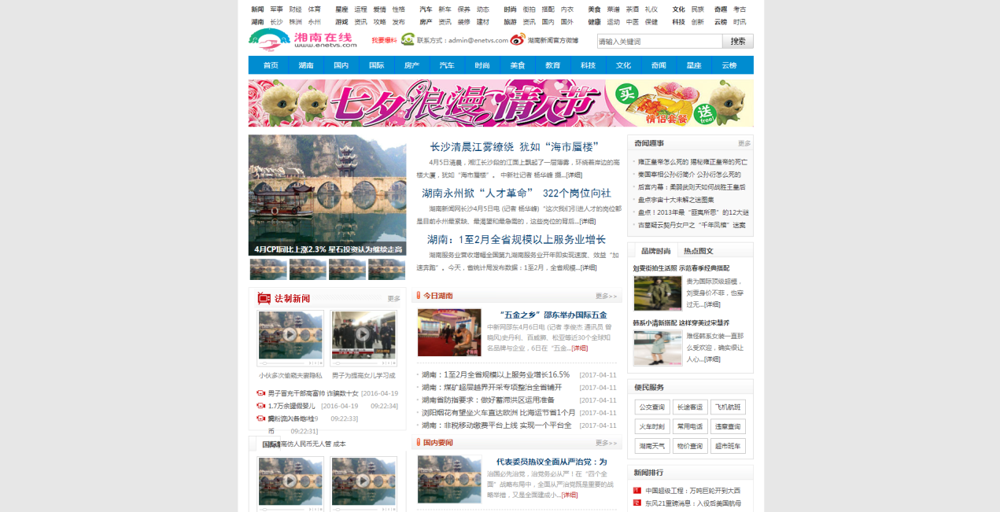 新闻 军事 财经 体育 星座 运程 爱情 性格 汽车 新车 保养 动态 时尚 街拍 搭配 内衣 美食 菜谱 茶酒 礼仪 文化 民族 奇趣 考古
湖南 长沙 株洲 永州 游戏 资讯 攻略 发布 房产 资讯 装修 建材 旅游 资讯 国内 国外 健康 运动 中医 保健 科技 创新 云榜 时讯
湘南在线
www.enetvs.com
我要爆料 联系方式：admin@enetvs.com 湖南新闻官方微博
请输入关键词 搜索
首页 湖南 国内 国际 房产 汽车 时尚 美食 教育 科技 文化 奇闻 星座 云榜
七夕浪漫情人节
买 情侣套餐 送 free!
4月CPI同比上涨2.3% 星石投资认为继续走高
长沙清晨江雾缭绕 犹如“海市蜃楼”
4月5日清晨，湘江长沙段的江面上飘起了一层薄雾，环绕着岸边的高
楼大厦，犹如“海市蜃楼”。 中新社记者 杨华峰 摄...[详细]
湖南永州掀“人才革命” 322个岗位向社
湖南新闻网长沙4月5日电 (记者 杨华峰)“这次我们引进人才的岗位都
是目前永州最紧缺、最渴望和最急需的，这些岗位的背后...[详细]
湖南：1至2月全省规模以上服务业增长
湖南服务业营收增幅全国第九湖南服务业开年即实现速度、效益“加
速奔跑”。今天，省统计局发布数据：1至2月，全省规模...[详细]
奇闻趣事 更多
雍正皇帝怎么死的 揭秘雍正皇帝的死亡
秦国宰相公孙衍简介 公孙衍怎么死的
后宫内幕：柔弱武则天如何战胜王皇后
盘点宇宙十大未解之迷图集
盘点！2013年最“匪夷所思”的12大谜
古墓疑云契丹女尸之“千年凤棺”迷案
品牌时尚 热点图文
刘雯街拍生活照 示范春季经典搭配
贵为国际顶级超模，
刘雯身价不菲，也穿
过无...[详细]
韩系小清新搭配 这样穿美过宋慧乔
难怪韩系女装一直那
么受欢迎，确实很让
人心...[详细]
法制新闻 更多
小伙多次偷窥夫妻隐私 男子为提高女儿学习成
男子冒充干部高富帅 诈骗数十女 [2016-04-19
1.7万余罐假婴儿 [2016-04-19 09:22:34]
09:22:33]
币 09:22:31]
成本
今日湖南 更多>>
“五金之乡”邵东举办国际五金
中新网邵东4月6日电 (记者 李俊杰 通讯员 曾
晓风)史丹利、百威狮、松亚等近30个全球知
名品牌与企业，6日在“五金...[详细]
湖南：1至2月全省规模以上服务业增长16.5% [2017-04-11
湖南：煤矿超层越界开采专项整治全省铺开 [2017-04-11
湖南省防指要求：做好蓄滞洪区运用准备 [2017-04-11
浏阳烟花有望坐火车直达欧洲 比海运节省1个月 [2017-04-11
湖南：非税移动缴费平台上线 实现一个平台全 [2017-04-11
国内要闻 更多>>
代表委员热议全面从严治党：为
治国必先治党，治党务必从严！在“四个全
面”战略布局中，全面从严治党既是重要的战
略举措，又是全面建成小...[详细]
便民服务
公交查询 长途客运 飞机航班
火车时刻 常用电话 违章查询
湖南天气 物价查询 超市班车
新闻排行
1 中国超级工程：万吨巨轮开到大西
2 东风21重磅消息：入役后美国航母